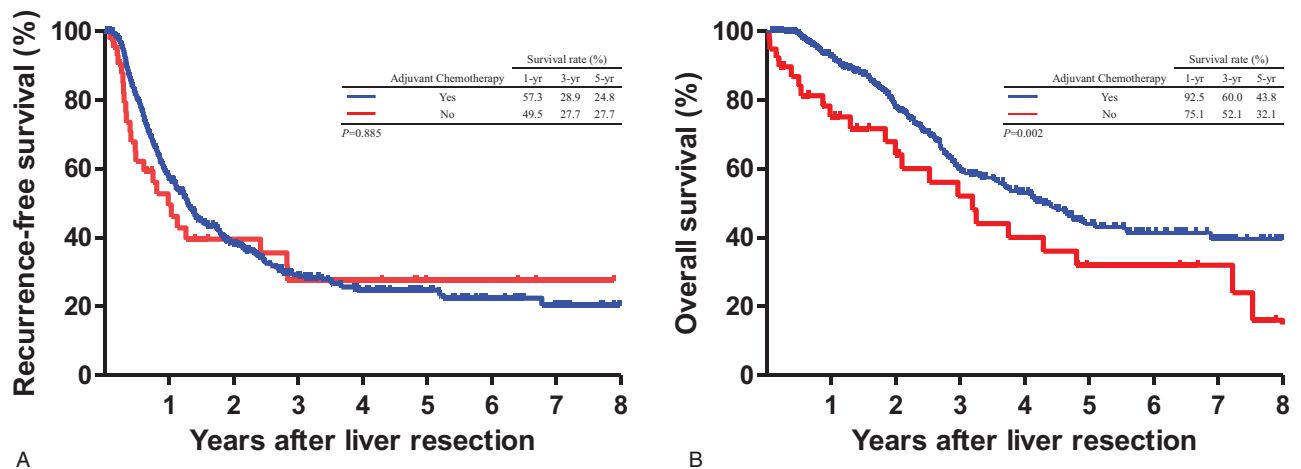 Recurrence-free survival (%)
100
80
60
40
20
0
Survival rate (%)
Adjuvant Chemotherapy 1-yr 3-yr 5-yr
Yes 57.3 28.9 24.8
No 49.5 27.7 27.7
P=0.885
1 2 3 4 5 6 7 8
Years after liver resection
A
Overall survival (%)
100
80
60
40
20
0
Survival rate (%)
Adjuvant Chemotherapy 1-yr 3-yr 5-yr
Yes 92.5 60.0 43.8
No 75.1 52.1 32.1
P=0.002
1 2 3 4 5 6 7 8
Years after liver resection
B